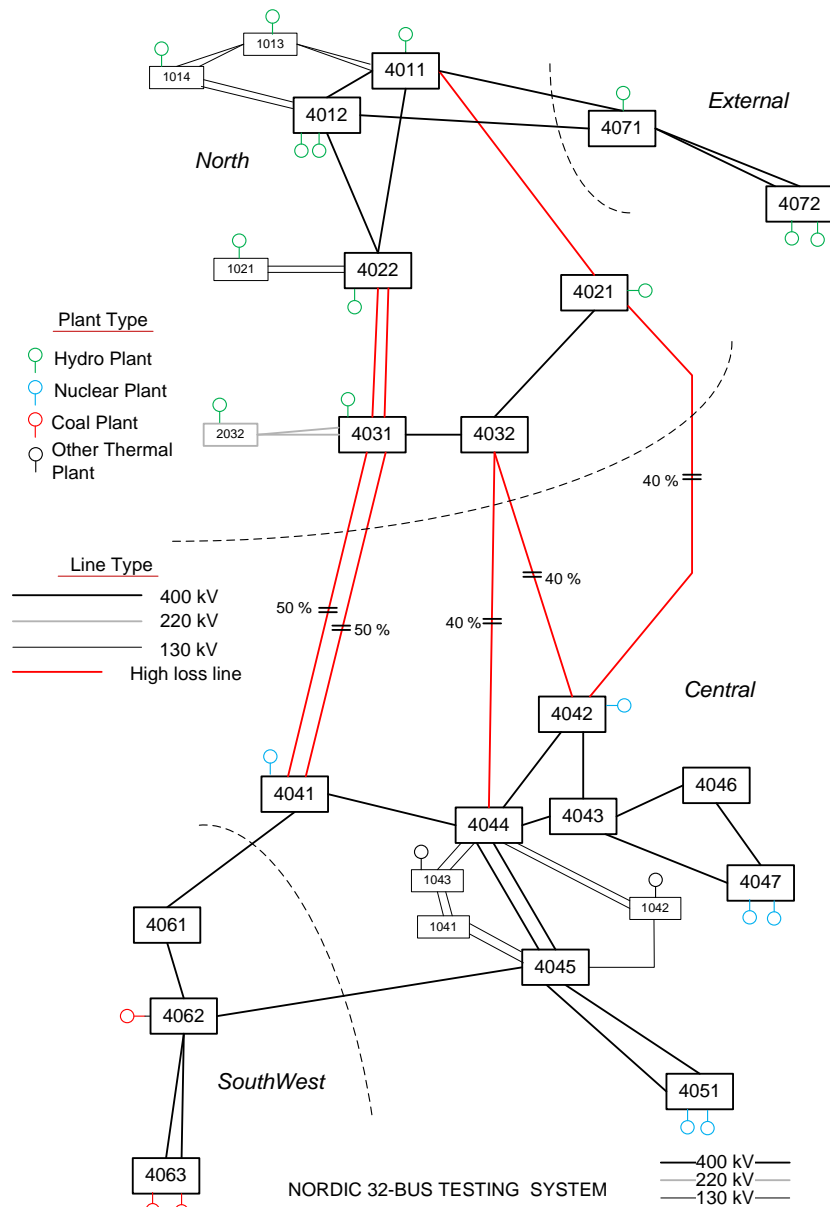 1013
4011
1014
External
4012
4071
North
4072
1021
4022
4021
Plant Type
Hydro Plant
Nuclear Plant
Coal Plant
Other Thermal
Plant
2032
4031
4032
40 %
Line Type
400 kV
220 kV
130 kV
High loss line
50 %
50 %
40 %
40 %
Central
4042
4041
4046
4044
4043
4047
1043
1042
1041
4061
4045
4062
SouthWest
4051
4063
NORDIC 32-BUS TESTING SYSTEM
400 kV
220 kV
130 kV